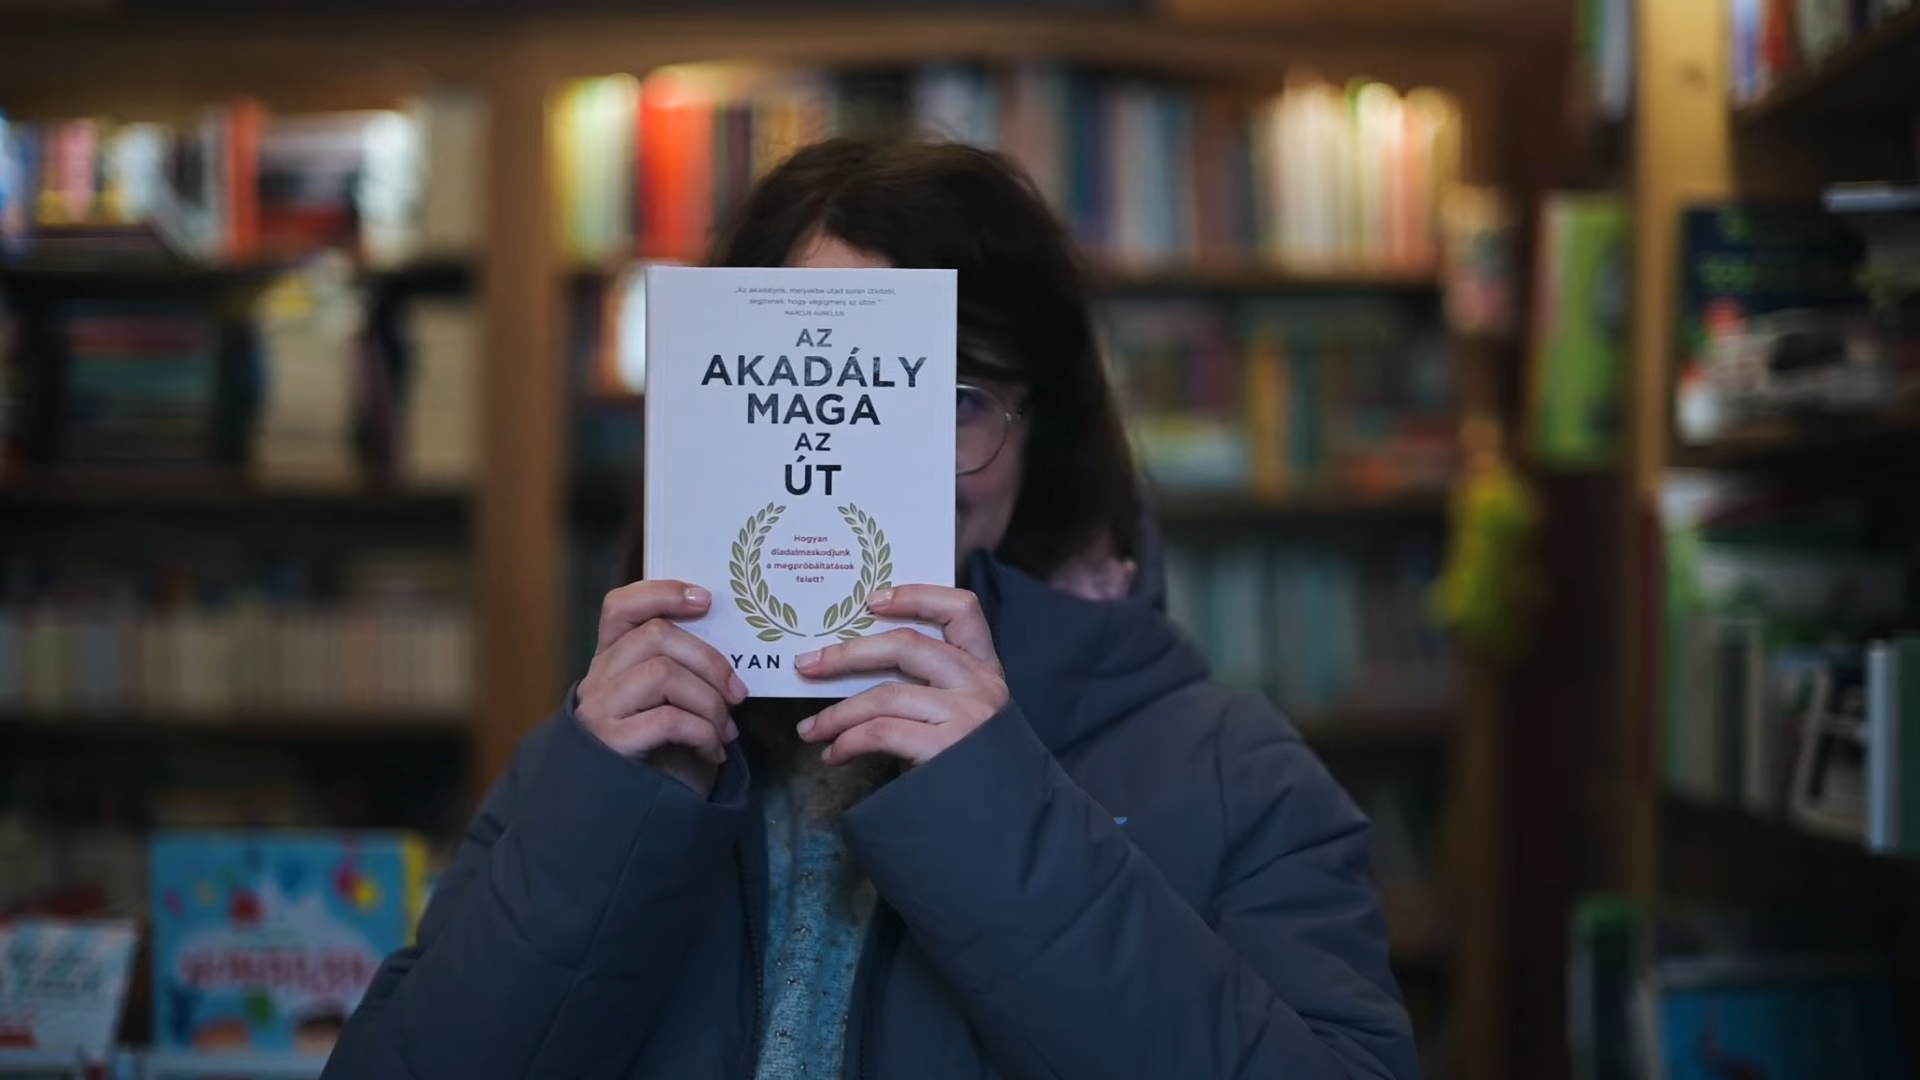 „Az akadályok, melyekbe utad során ütközöl,
segítenek, hogy végigmenj az úton.”
MARCUS AURELIUS
AZ
AKADÁLY
MAGA
AZ
ÚT
Hogyan
diadalmaskodjunk
a megpróbáltatások
felett?
YAN